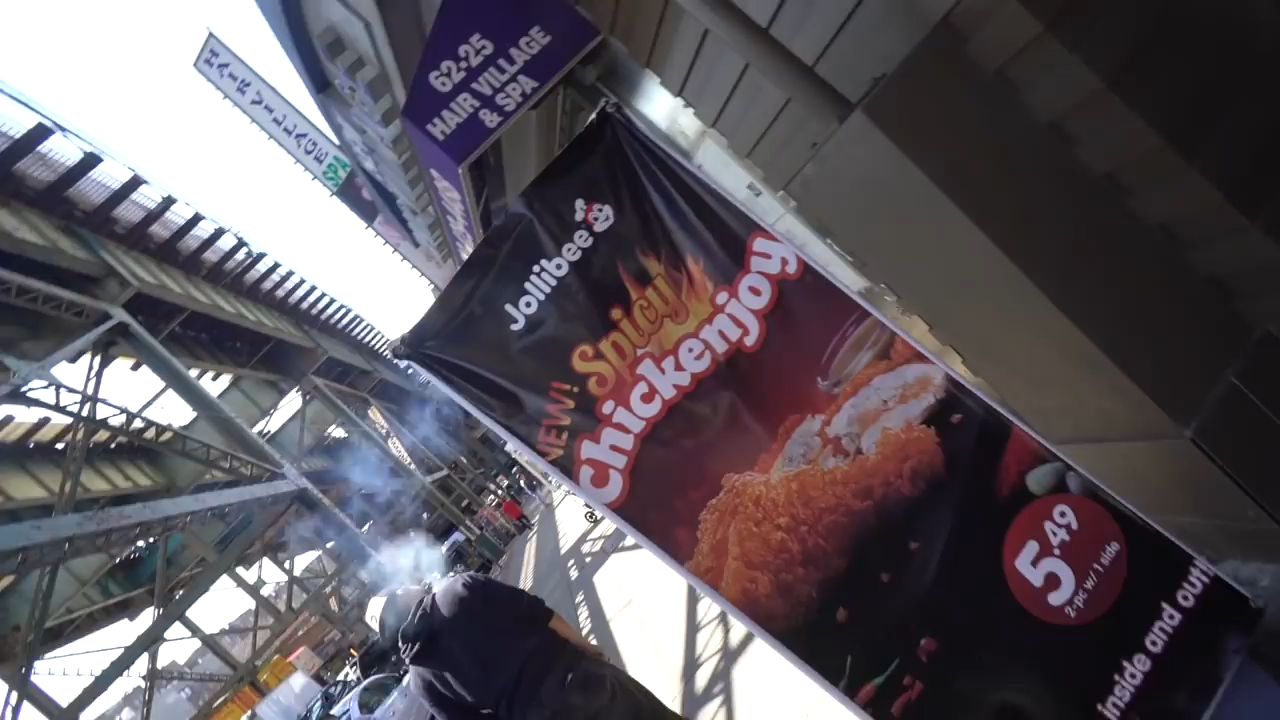 HAIR VILLAGE SPA
62-25
HAIR VILLAGE
& SPA
Jollibee
NEW! Spicy
Chickenjoy
5.49
2-pc w/ 1 side
inside and out!